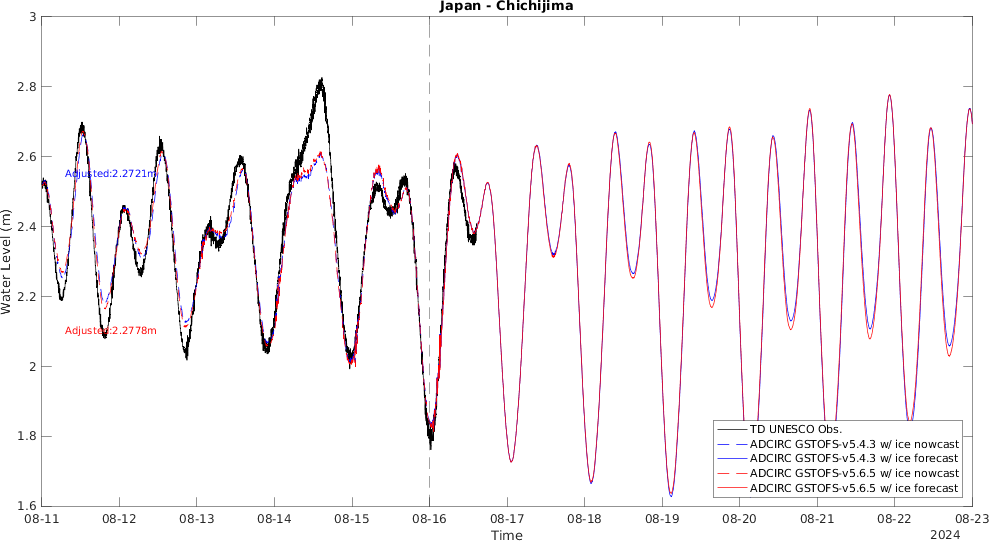 Japan - Chichijima
Water Level (m)
3
2.8
2.6
2.4
2.2
2
1.8
1.6
Adjusted:2.2721m
Adjusted:2.2778m
TD UNESCO Obs.
ADCIRC GSTOFS-v5.4.3 w/ ice nowcast
ADCIRC GSTOFS-v5.4.3 w/ ice forecast
ADCIRC GSTOFS-v5.6.5 w/ ice nowcast
ADCIRC GSTOFS-v5.6.5 w/ ice forecast
08-11 08-12 08-13 08-14 08-15 08-16 08-17 08-18 08-19 08-20 08-21 08-22 08-23
Time
2024